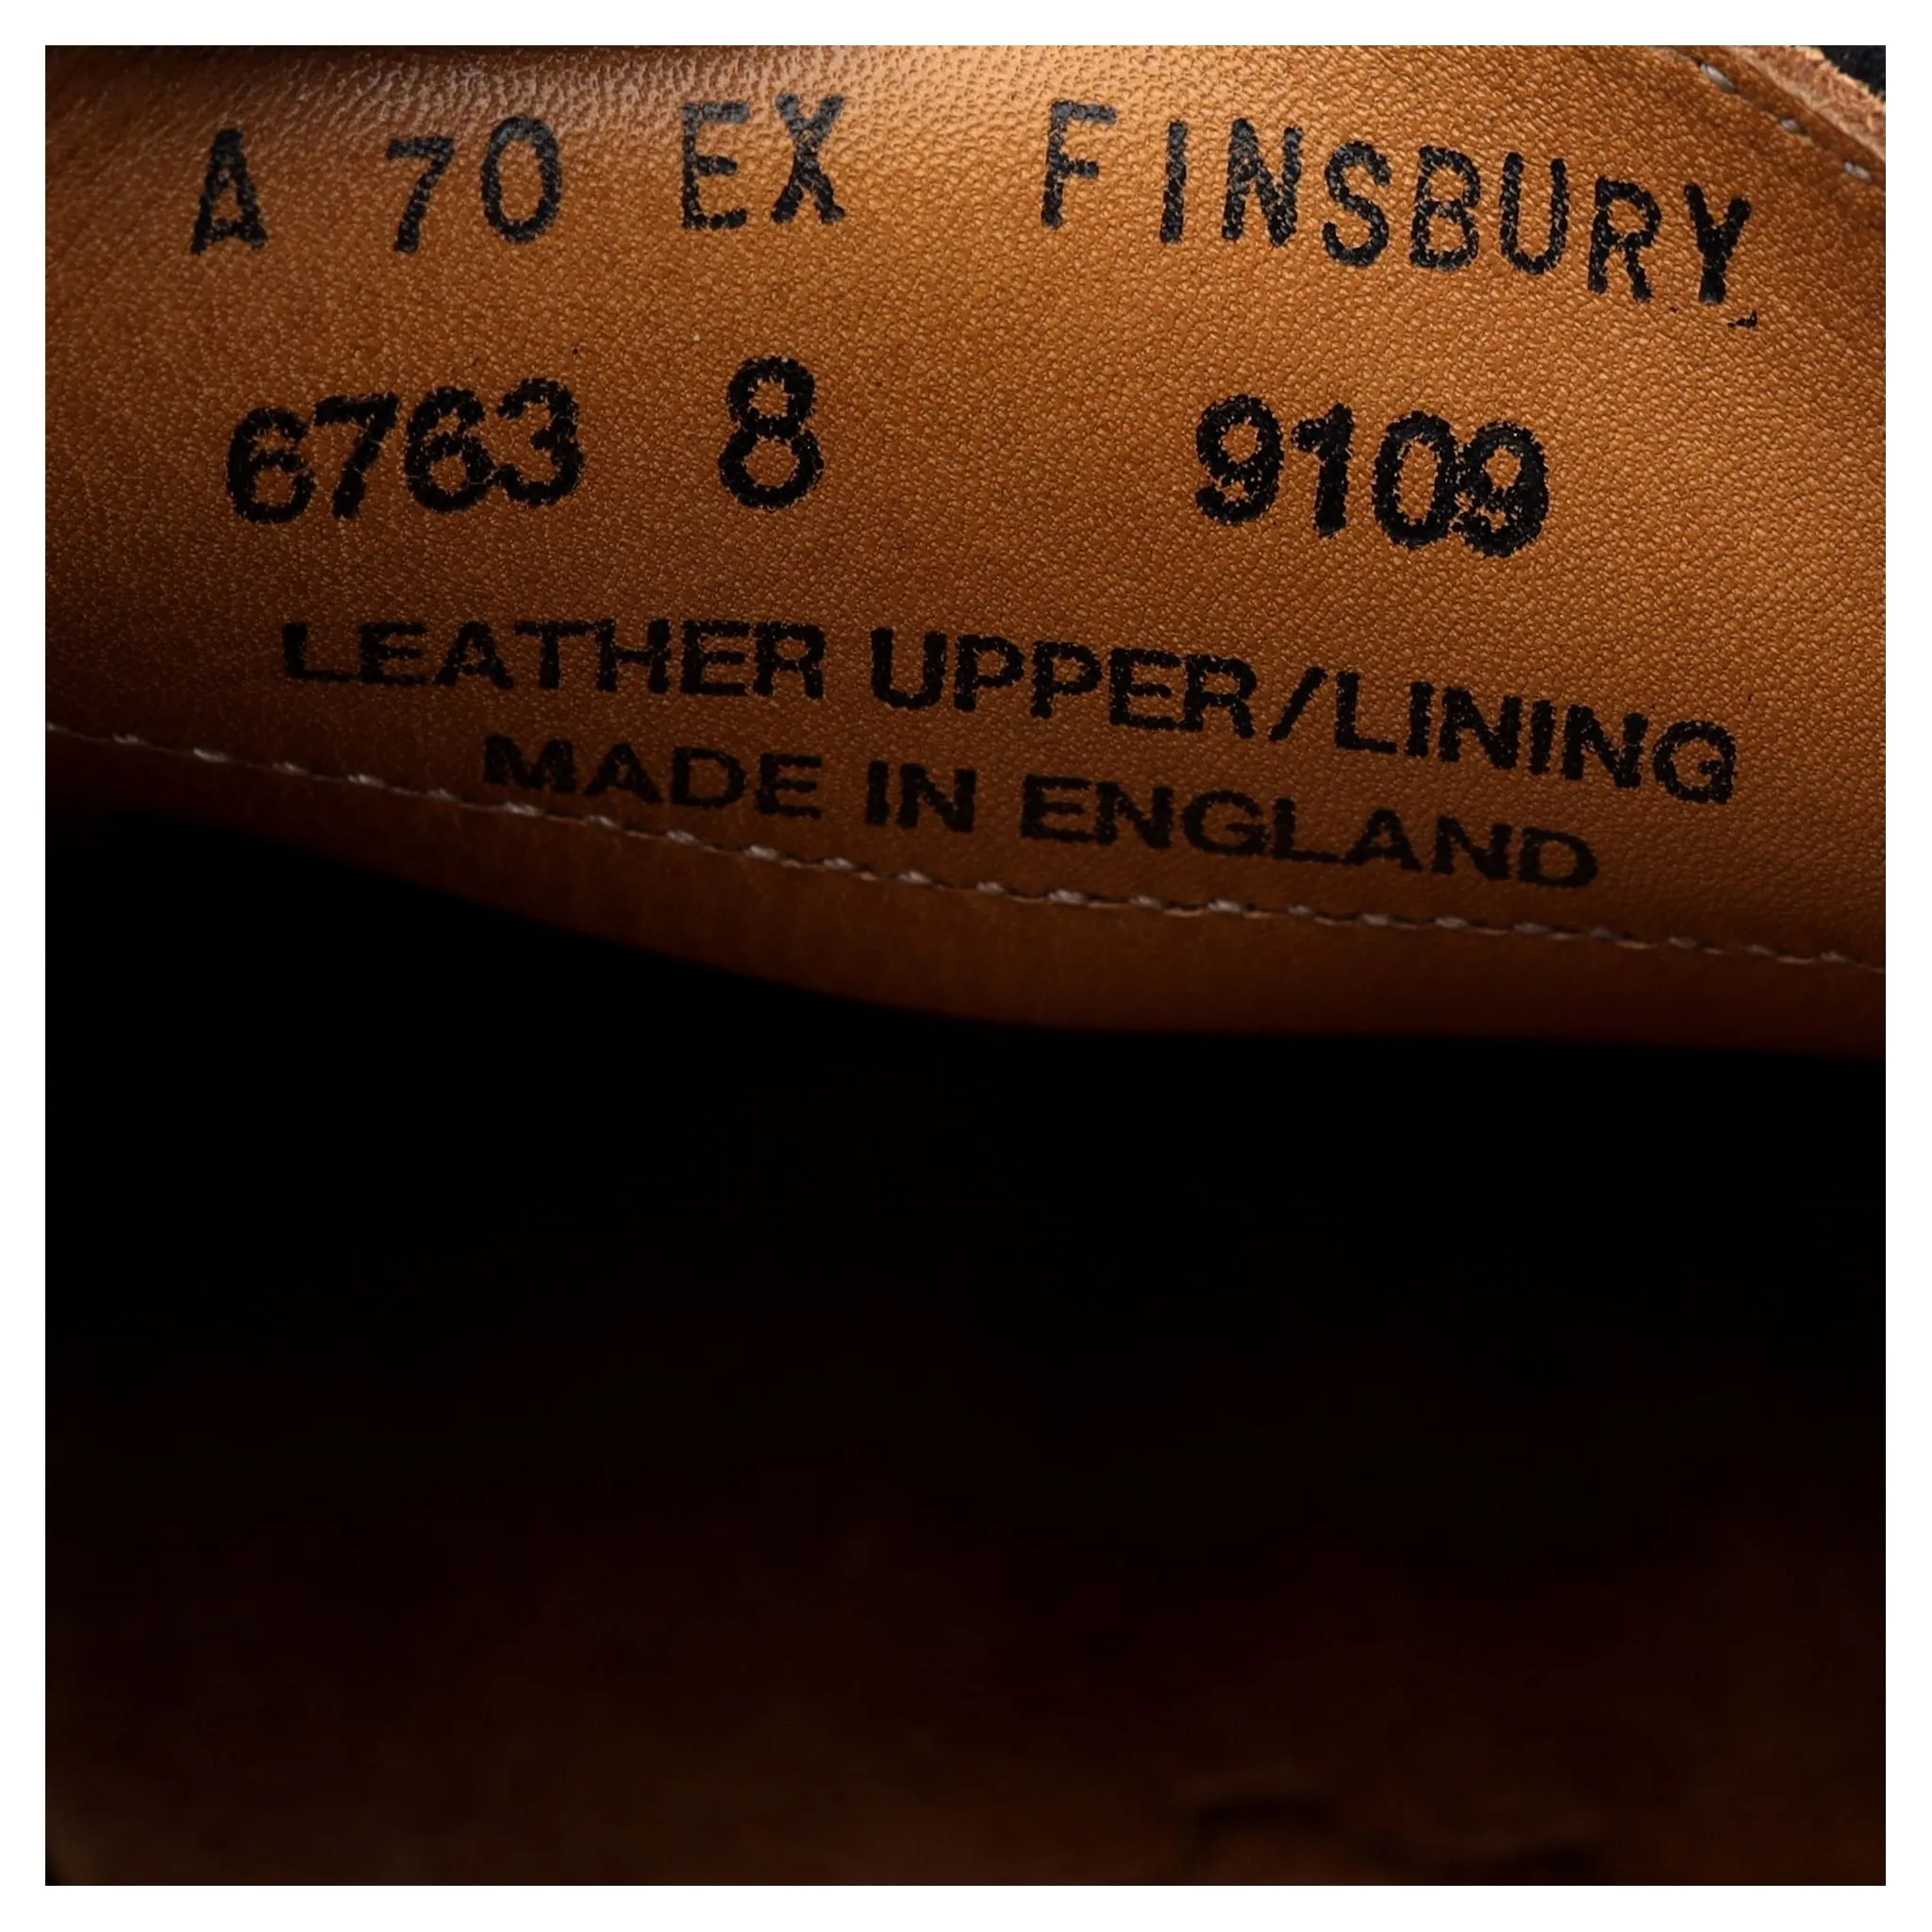 A 70 EX FINSBURY
6763 8 9109
LEATHER UPPER/LINING
MADE IN ENGLAND